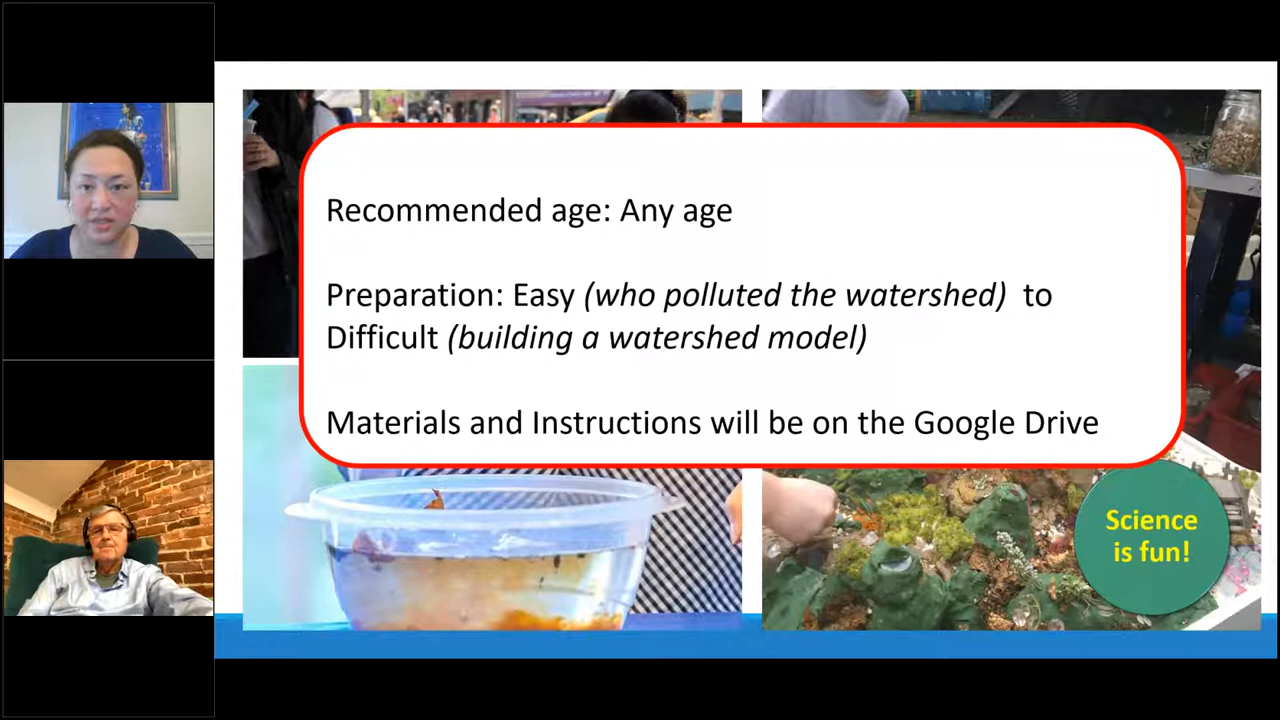 Recommended age: Any age
Preparation: Easy (who polluted the watershed) to
Difficult (building a watershed model)
Materials and Instructions will be on the Google Drive
Science
is fun!